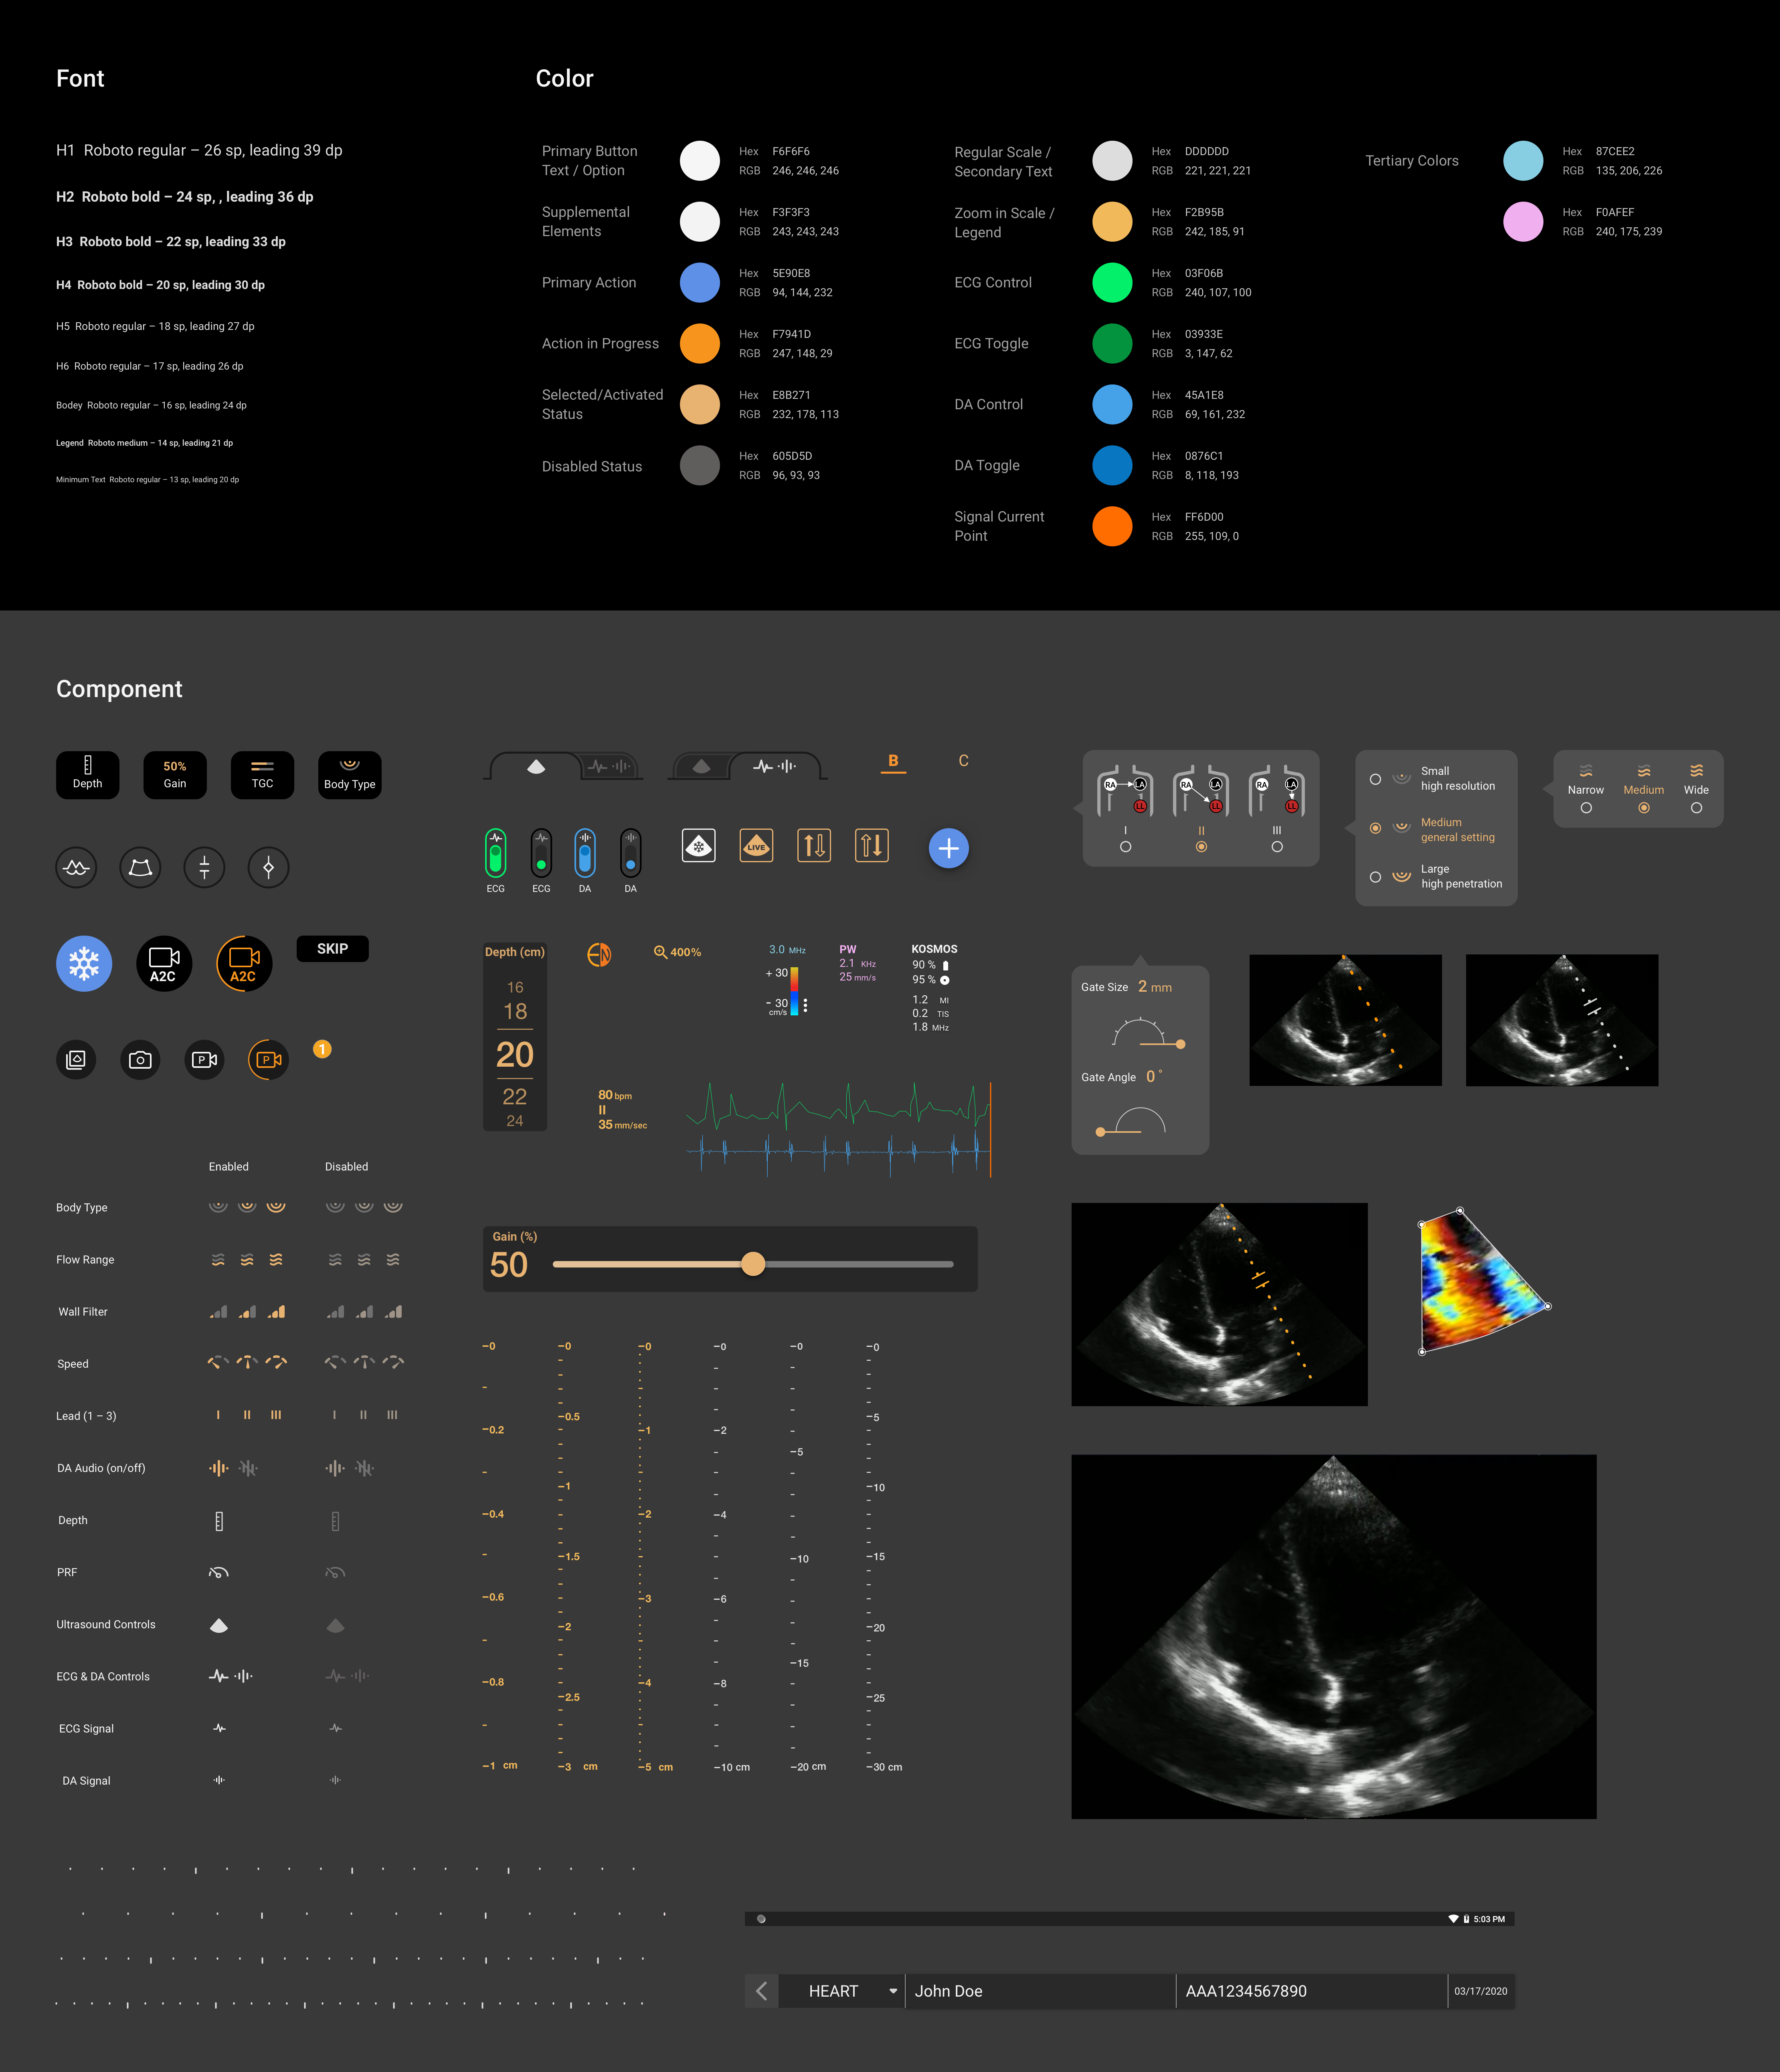 Font
H1  Roboto regular – 26 sp, leading 39 dp
H2  Roboto bold – 24 sp, , leading 36 dp
H3  Roboto bold – 22 sp, leading 33 dp
H4  Roboto bold – 20 sp, leading 30 dp
H5  Roboto regular – 18 sp, leading 27 dp
H6  Roboto regular – 17 sp, leading 26 dp
Bodey  Roboto regular – 16 sp, leading 24 dp
Legend  Roboto medium – 14 sp, leading 21 dp
Minimum Text  Roboto regular – 13 sp, leading 20 dp
Color
Primary Button
Text / Option
Hex F6F6F6
RGB 246, 246, 246
Supplemental
Elements
Hex F3F3F3
RGB 243, 243, 243
Primary Action
Hex 5E90E8
RGB 94, 144, 232
Action in Progress
Hex F7941D
RGB 247, 148, 29
Selected/Activated
Status
Hex E8B271
RGB 232, 178, 113
Disabled Status
Hex 605D5D
RGB 96, 93, 93
Regular Scale /
Secondary Text
Hex DDDDDD
RGB 221, 221, 221
Zoom in Scale /
Legend
Hex F2B95B
RGB 242, 185, 91
ECG Control
Hex 03F06B
RGB 240, 107, 100
ECG Toggle
Hex 03933E
RGB 3, 147, 62
DA Control
Hex 45A1E8
RGB 69, 161, 232
DA Toggle
Hex 0876C1
RGB 8, 118, 193
Signal Current
Point
Hex FF6D00
RGB 255, 109, 0
Tertiary Colors
Hex 87CEE2
RGB 135, 206, 226
Hex F0AFEF
RGB 240, 175, 239
Component
Depth
50%
Gain
TGC
Body Type
A2C
A2C
SKIP
P
P
1
Enabled Disabled
Body Type
Flow Range
Wall Filter
Speed
Lead (1 – 3) I II III I II III
DA Audio (on/off)
Depth
PRF
Ultrasound Controls
ECG & DA Controls
ECG Signal
DA Signal
B C
ECG ECG DA DA
LIVE
Depth (cm)
16
18
20
22
24
400%
3.0 MHz
+ 30
- 30
cm/s
PW
2.1 KHz
25 mm/s
KOSMOS
90 %
95 %
1.2 MI
0.2 TIS
1.8 MHz
80 bpm
II
35 mm/sec
Gain (%)
50
–0
–0.2
–0.4
–0.6
–0.8
–1 cm
–0
–0.5
–1
–1.5
–2
–2.5
–3 cm
–0
–1
–2
–3
–4
–5 cm
–0
–2
–4
–6
–8
–10 cm
–0
–5
–10
–15
–20 cm
–0
–5
–10
–15
–20
–25
–30 cm
RA LA RA LA RA LA
LL LL LL
I II III
Small
high resolution
Medium
general setting
Large
high penetration
Narrow Medium Wide
Gate Size 2 mm
Gate Angle 0 °
5:03 PM
HEART John Doe AAA1234567890 03/17/2020